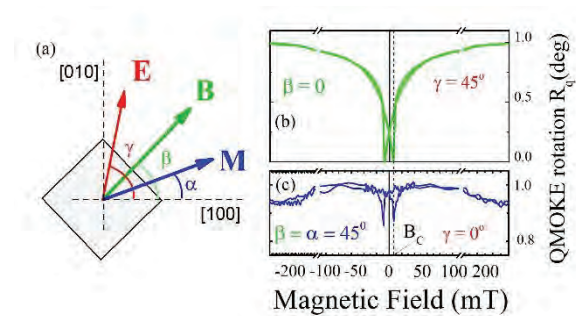 (a)
[010]
E
B
M
γ
β
α
[100]
β = 0
γ = 45°
(b)
1.0
0.5
0.0
(c)
β = α = 45⁰
B_C
γ = 0°
1.0
0.8
QMOKE rotation R_q(deg)
-200 -100 -50 0 50 100 200
Magnetic Field (mT)